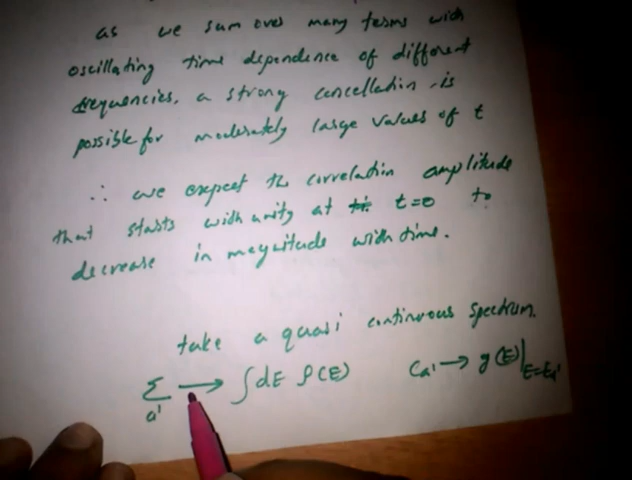 as we sum over many terms with
oscillating time dependence of different
frequencies, a strong cancellation is
possible for moderately large values of t
∴ we expect the correlation amplitude
that starts with unity at t=0 to
decrease in magnitude with time.
take a quasi continuous spectrum.
∑_{a'} ⟶ ∫dE ρ(E) C_{a'} → g(E)|_{E=E_{a'}}